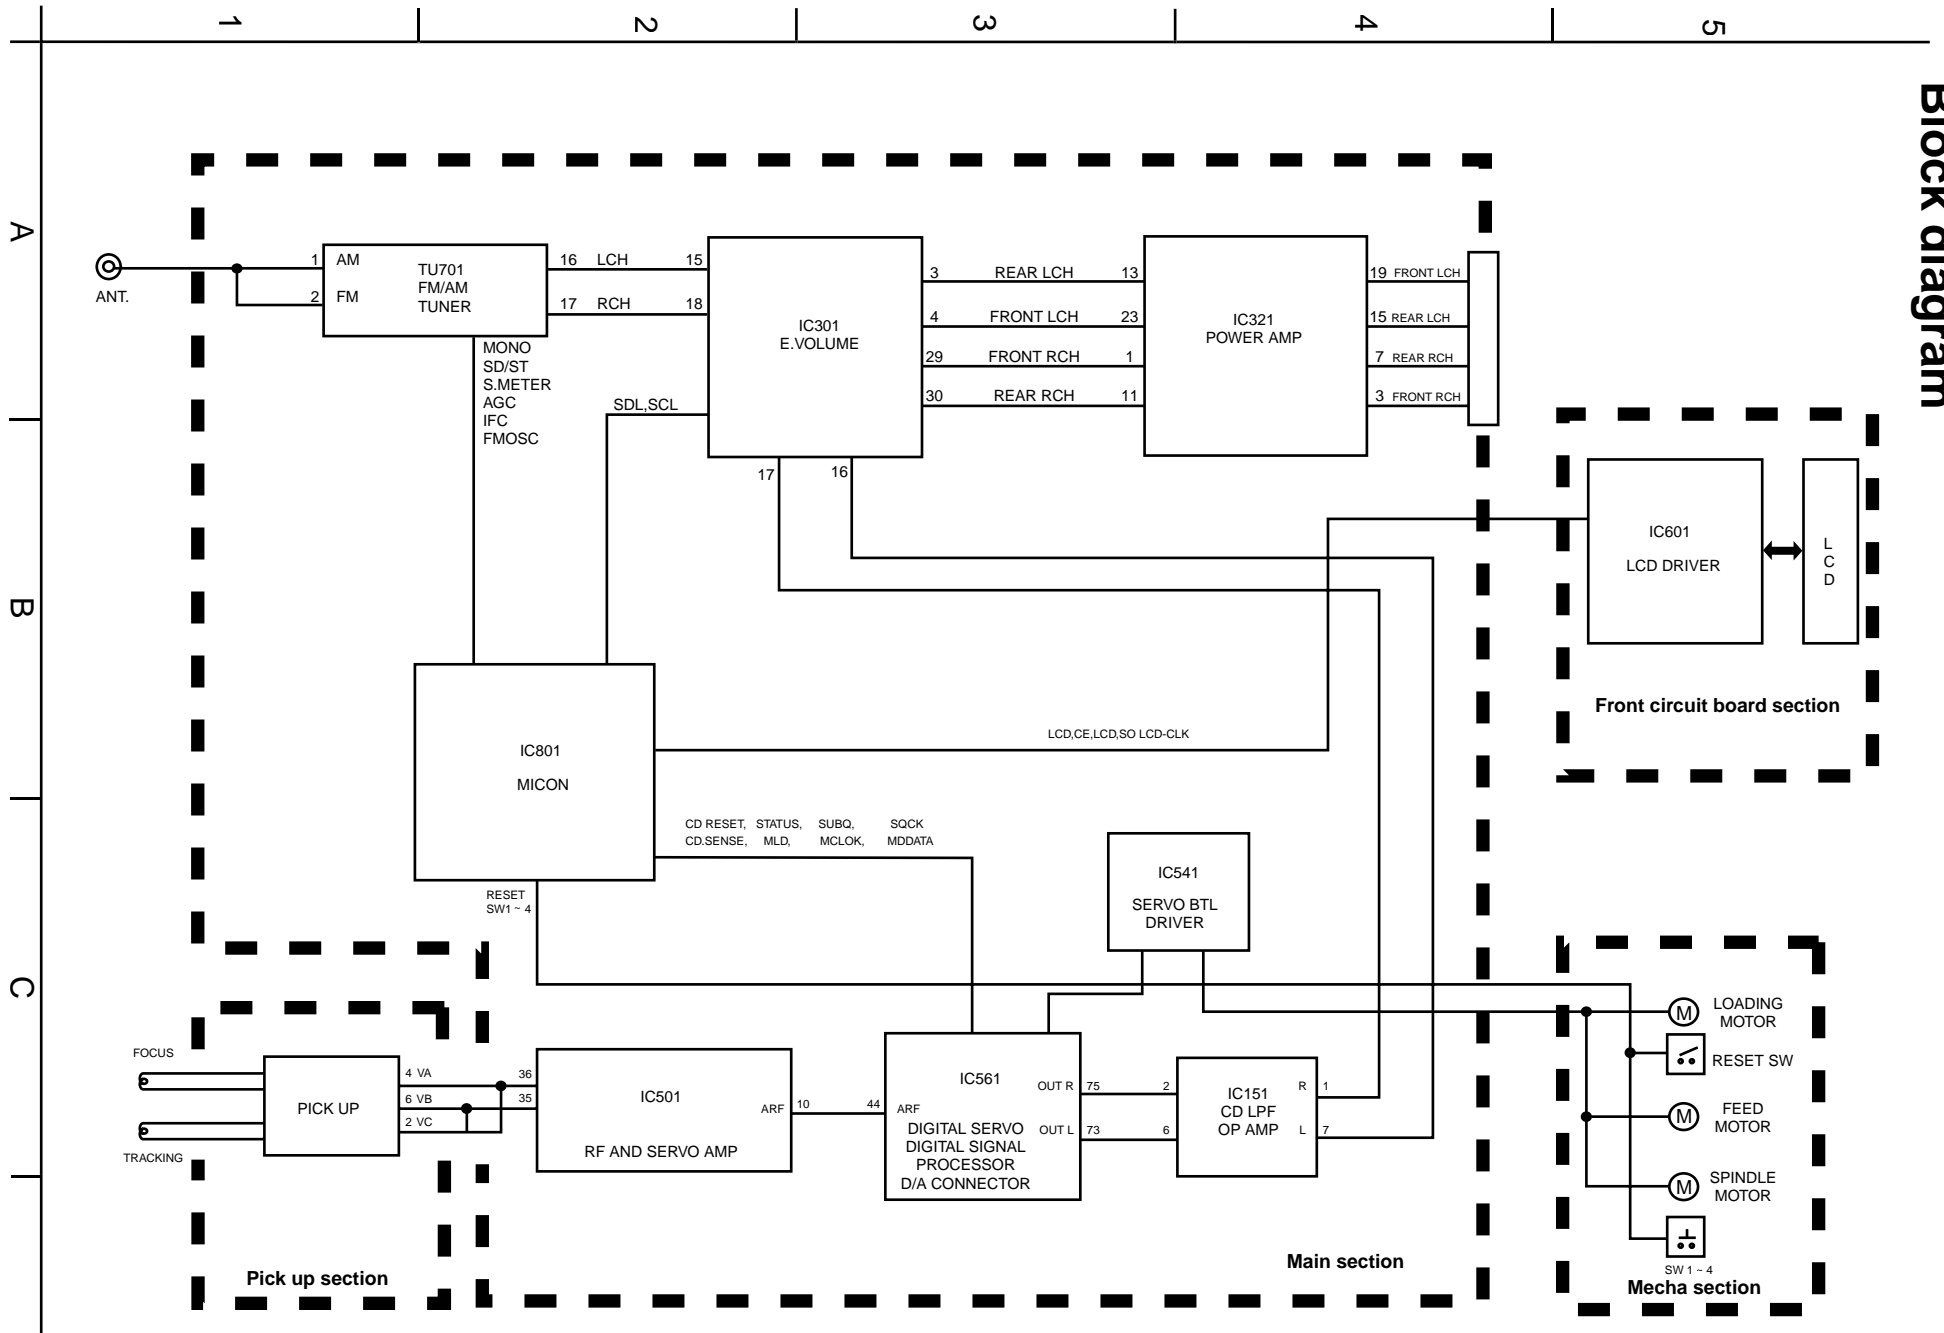 1
2
3
4
5
Block diagram
A
B
C
ANT.
1 AM
2 FM
TU701
FM/AM
TUNER
16 LCH 15
17 RCH 18
MONO
SD/ST
S.METER
AGC
IFC
FMOSC
SDL,SCL
IC301
E.VOLUME
17
16
3 REAR LCH 13
4 FRONT LCH 23
29 FRONT RCH 1
30 REAR RCH 11
IC321
POWER AMP
19 FRONT LCH
15 REAR LCH
7 REAR RCH
3 FRONT RCH
IC601
LCD DRIVER
L
C
D
Front circuit board section
IC801
MICON
LCD,CE,LCD,SO LCD-CLK
CD RESET, STATUS, SUBQ, SQCK
CD.SENSE, MLD, MCLOK, MDDATA
RESET
SW1 ~ 4
IC541
SERVO BTL
DRIVER
FOCUS
TRACKING
PICK UP
4 VA
6 VB
2 VC
36
35
IC501
RF AND SERVO AMP
ARF 10
44 ARF
IC561
DIGITAL SERVO
DIGITAL SIGNAL
PROCESSOR
D/A CONNECTOR
OUT R 75
OUT L 73
2
6
IC151
CD LPF
OP AMP
R 1
L 7
M
LOADING
MOTOR
RESET SW
M
FEED
MOTOR
M
SPINDLE
MOTOR
SW 1 ~ 4
Mecha section
Main section
Pick up section